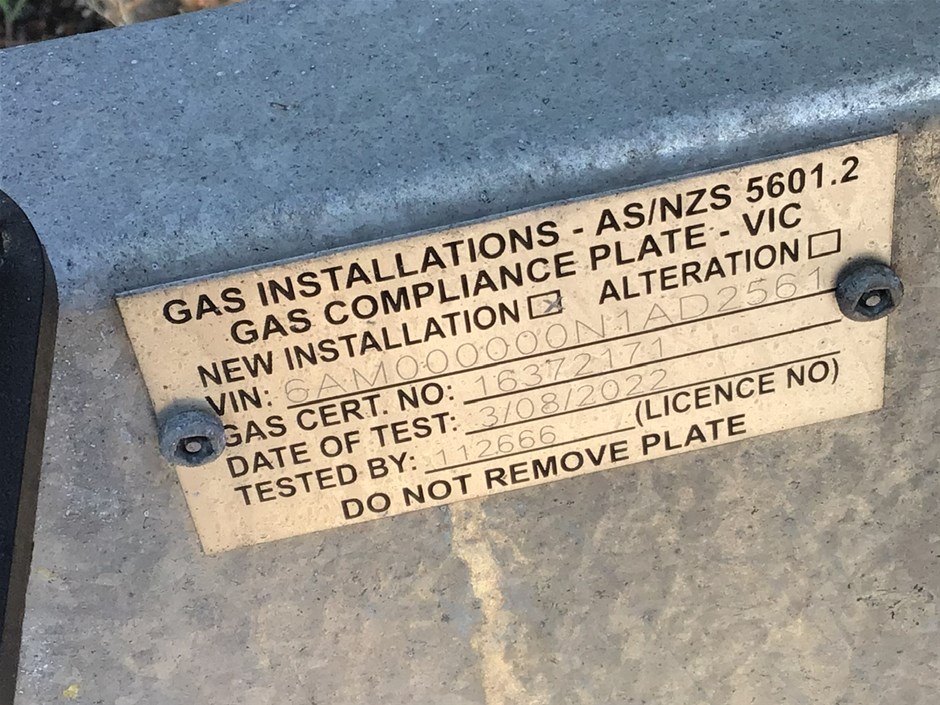 GAS INSTALLATIONS - AS/NZS 5601.2
GAS COMPLIANCE PLATE - VIC
NEW INSTALLATION ☒ ALTERATION ☐
VIN: 6AM000000N1AD2561
GAS CERT. NO: 16372171
DATE OF TEST: 3/08/2022
TESTED BY: 112666 (LICENCE NO)
DO NOT REMOVE PLATE